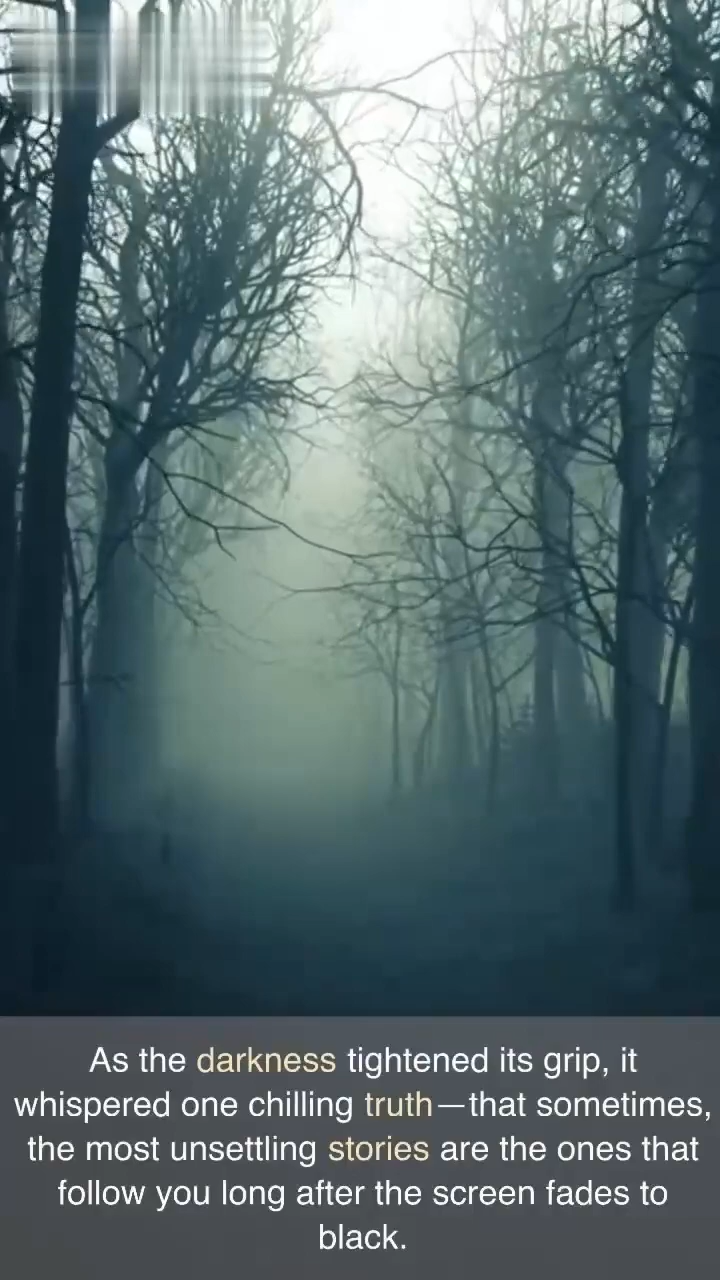 As the darkness tightened its grip, it
whispered one chilling truth—that sometimes,
the most unsettling stories are the ones that
follow you long after the screen fades to
black.